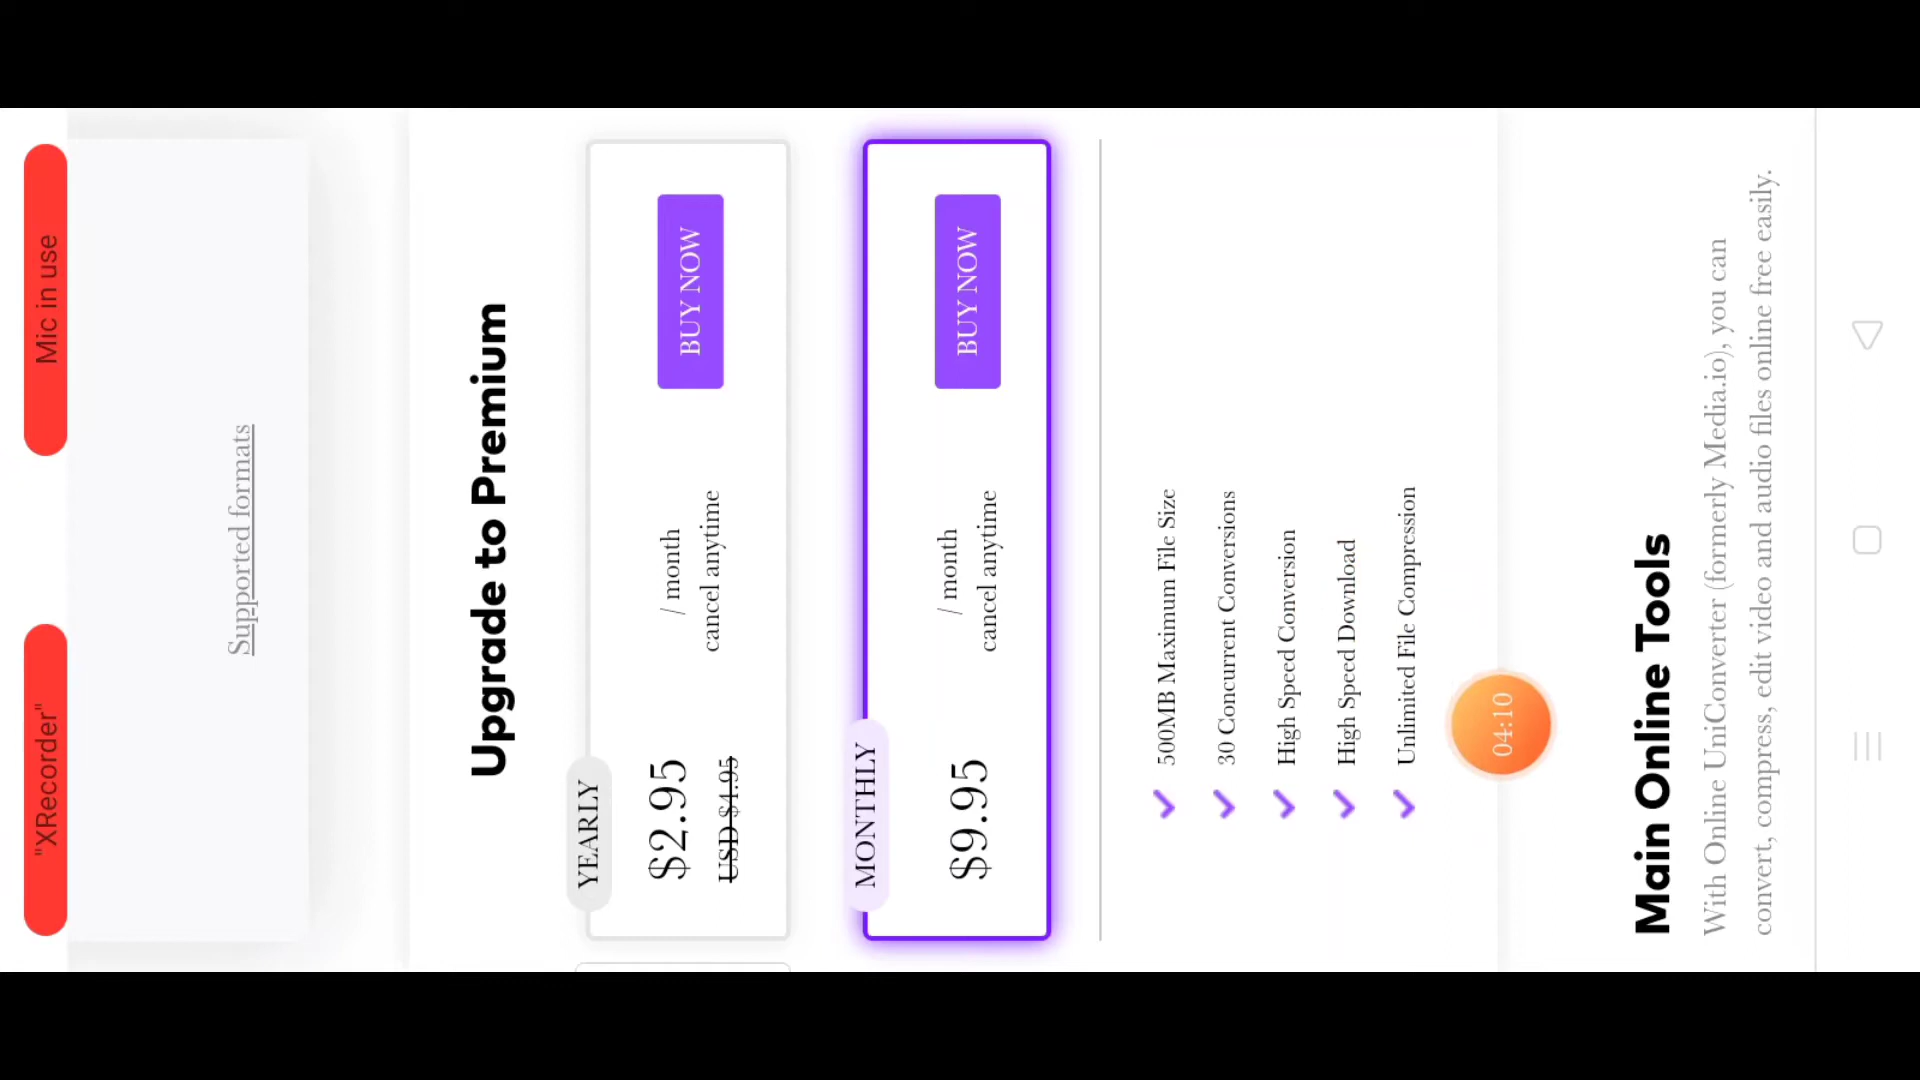 "XRecorder"
Mic in use
Supported formats
Upgrade to Premium
YEARLY
$2.95
USD $4.95
/ month
cancel anytime
BUY NOW
MONTHLY
$9.95
/ month
cancel anytime
BUY NOW
500MB Maximum File Size
30 Concurrent Conversions
High Speed Conversion
High Speed Download
Unlimited File Compression
04:10
Main Online Tools
With Online UniConverter (formerly Media.io), you can
convert, compress, edit video and audio files online free easily.